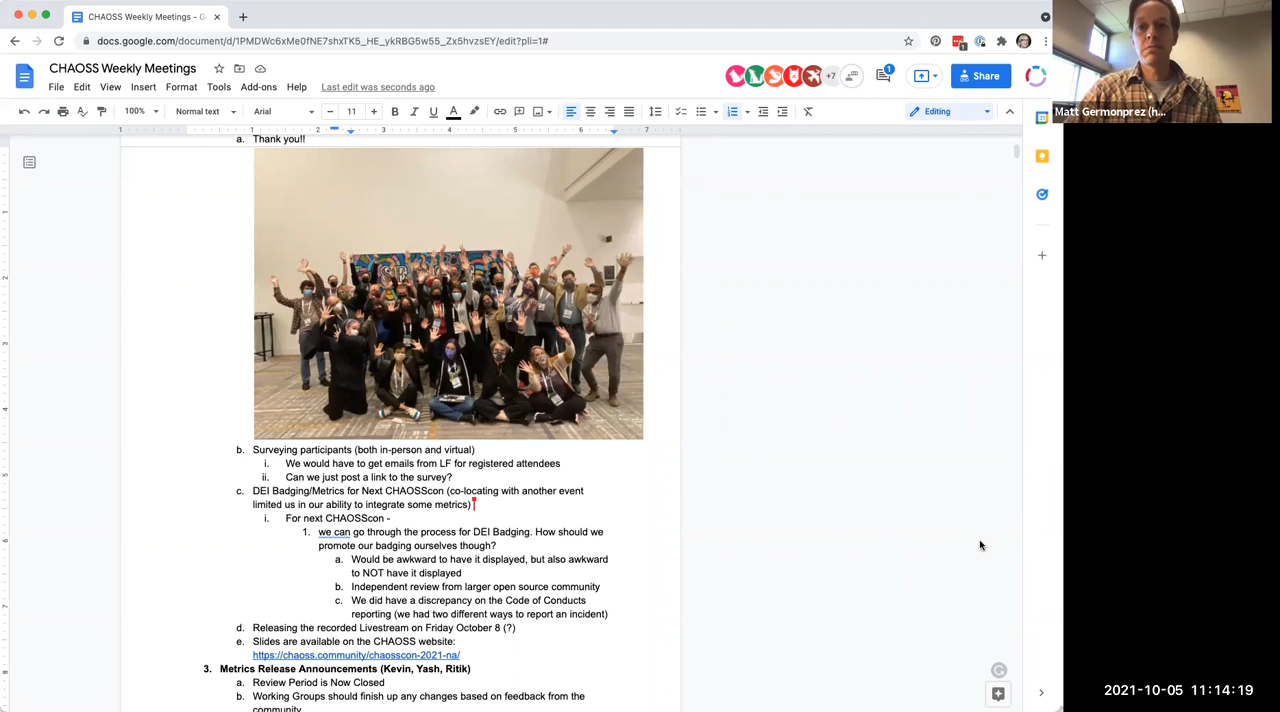 CHAOSS Weekly Meetings - G
docs.google.com/document/d/1PMDWc6xMe0fNE7shxTK5_HE_ykRBG5w55_Zx5hvzsEY/edit?pli=1#
CHAOSS Weekly Meetings
File Edit View Insert Format Tools Add-ons Help Last edit was seconds ago
+7
1
Share
100% Normal text Arial 11 Editing
Matt Germonprez (h...
a. Thank you!!
b. Surveying participants (both in-person and virtual)
i. We would have to get emails from LF for registered attendees
ii. Can we just post a link to the survey?
c. DEI Badging/Metrics for Next CHAOSScon (co-locating with another event
limited us in our ability to integrate some metrics)
i. For next CHAOSScon -
1. we can go through the process for DEI Badging. How should we
promote our badging ourselves though?
a. Would be awkward to have it displayed, but also awkward
to NOT have it displayed
b. Independent review from larger open source community
c. We did have a discrepancy on the Code of Conducts
reporting (we had two different ways to report an incident)
d. Releasing the recorded Livestream on Friday October 8 (?)
e. Slides are available on the CHAOSS website:
https://chaoss.community/chaosscon-2021-na/
3. Metrics Release Announcements (Kevin, Yash, Ritik)
a. Review Period is Now Closed
b. Working Groups should finish up any changes based on feedback from the
community
2021-10-05 11:14:19